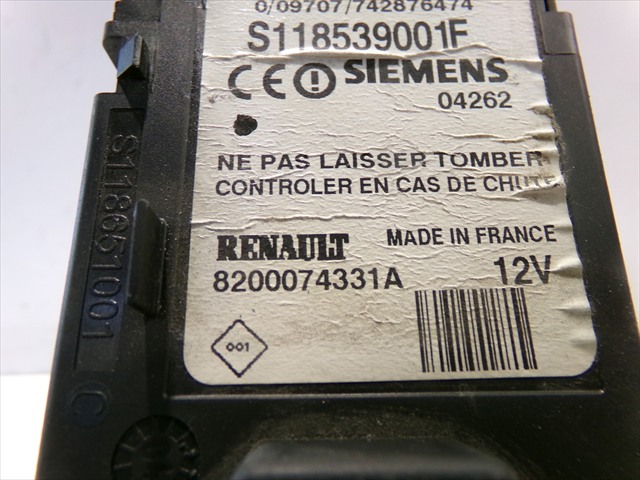 0/09707/742876474
S118539001F
CE SIEMENS
04262
NE PAS LAISSER TOMBER
CONTROLER EN CAS DE CHUTE
RENAULT MADE IN FRANCE
8200074331A 12V
001
S118651001
C